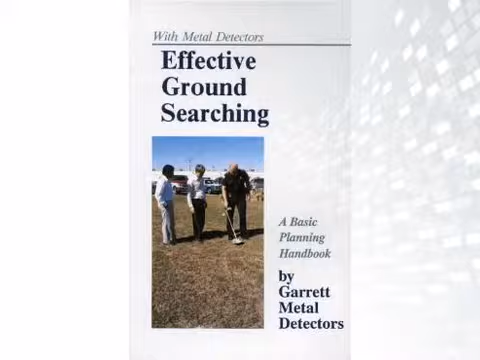 With Metal Detectors
Effective
Ground
Searching
A Basic
Planning
Handbook
by
Garrett
Metal
Detectors